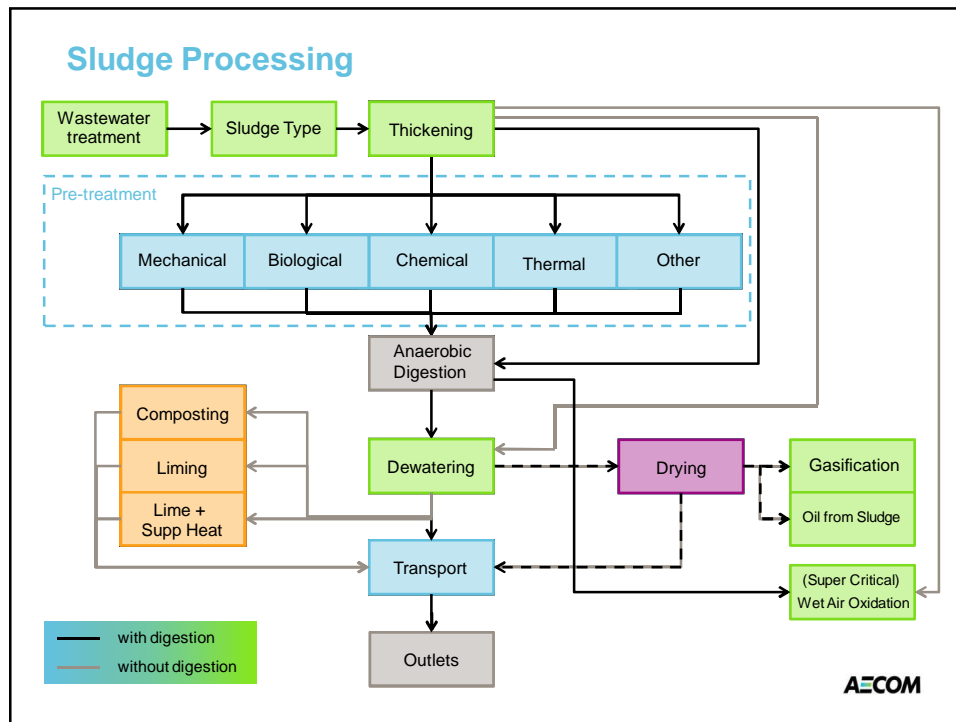 Sludge Processing
Wastewater
treatment
Sludge Type
Thickening
Pre-treatment
Mechanical
Biological
Chemical
Thermal
Other
Anaerobic
Digestion
Composting
Liming
Lime +
Supp Heat
Dewatering
Drying
Gasification
Oil from Sludge
Transport
(Super Critical)
Wet Air Oxidation
with digestion
without digestion
Outlets
AECOM